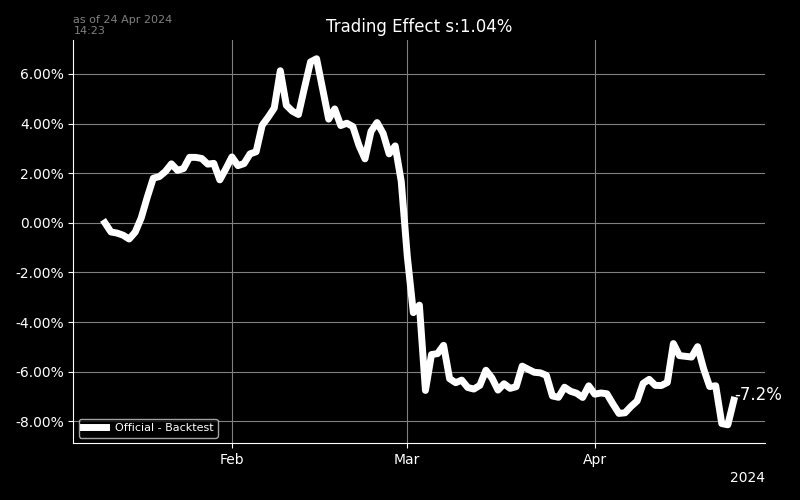 as of 24 Apr 2024
14:23
Trading Effect s:1.04%
6.00%
4.00%
2.00%
0.00%
-2.00%
-4.00%
-6.00%
-8.00%
-7.2%
Official - Backtest
Feb
Mar
Apr
2024